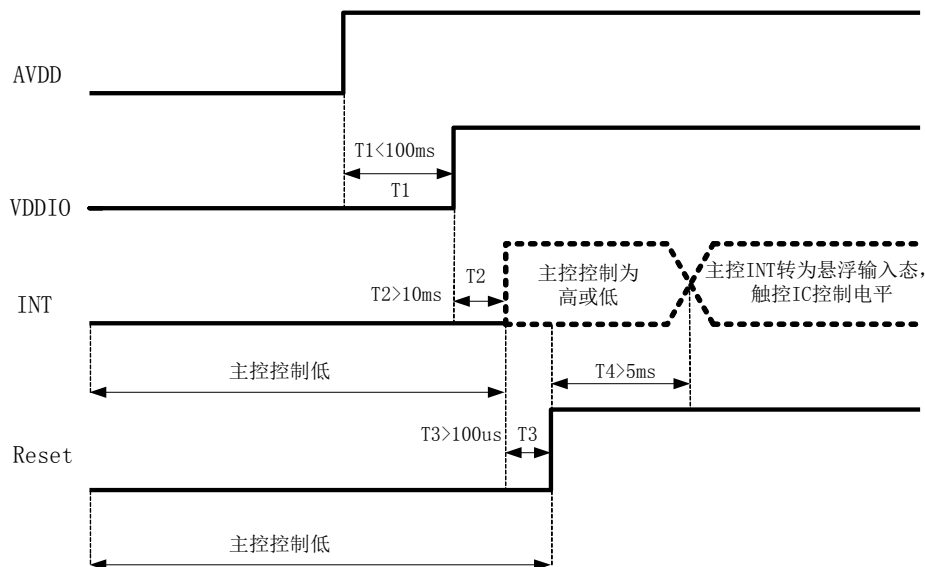 AVDD
T1<100ms
T1
VDDIO
T2
T2>10ms
INT
主控控制为
高或低
主控INT转为悬浮输入态，
触控IC控制电平
主控控制低
T4>5ms
T3>100us
T3
Reset
主控控制低